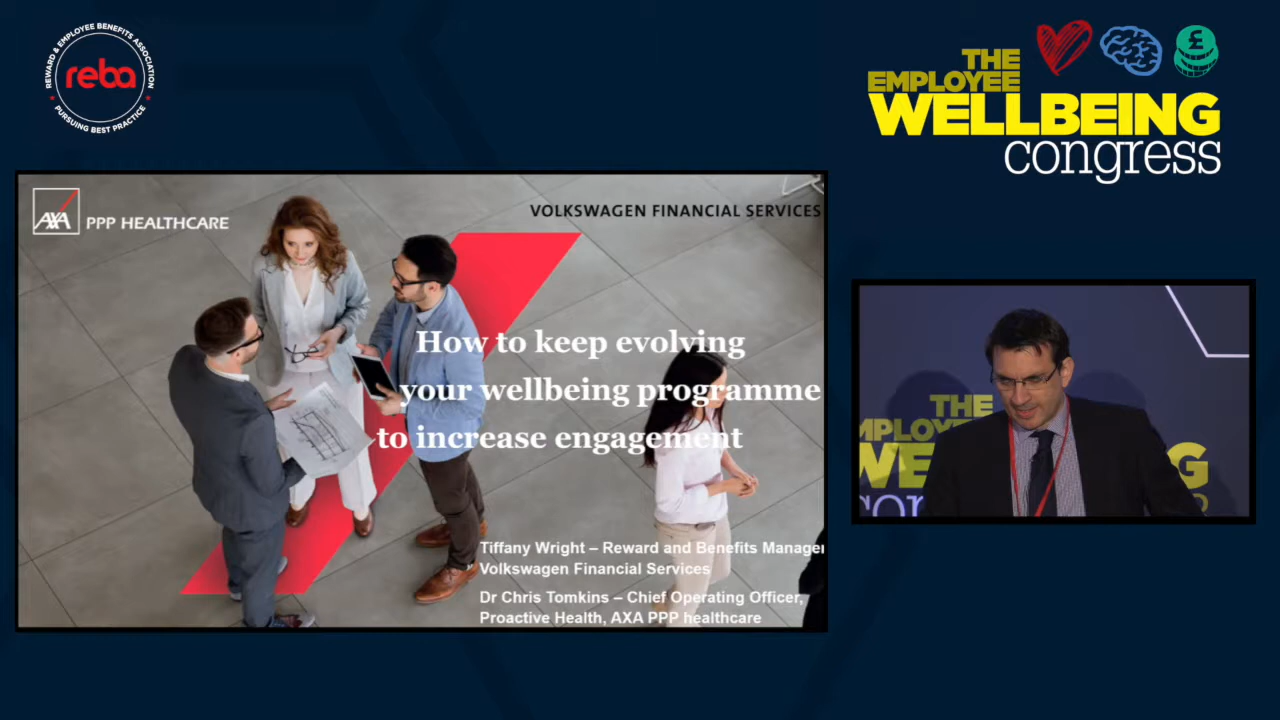 REWARD & EMPLOYEE BENEFITS ASSOCIATION
reba
PURSUING BEST PRACTICE
THE
EMPLOYEE
WELLBEING
congress
£
AXA PPP HEALTHCARE
VOLKSWAGEN FINANCIAL SERVICES
How to keep evolving
your wellbeing programme
to increase engagement
Tiffany Wright – Reward and Benefits Manager
Volkswagen Financial Services
Dr Chris Tomkins – Chief Operating Officer,
Proactive Health, AXA PPP healthcare
THE